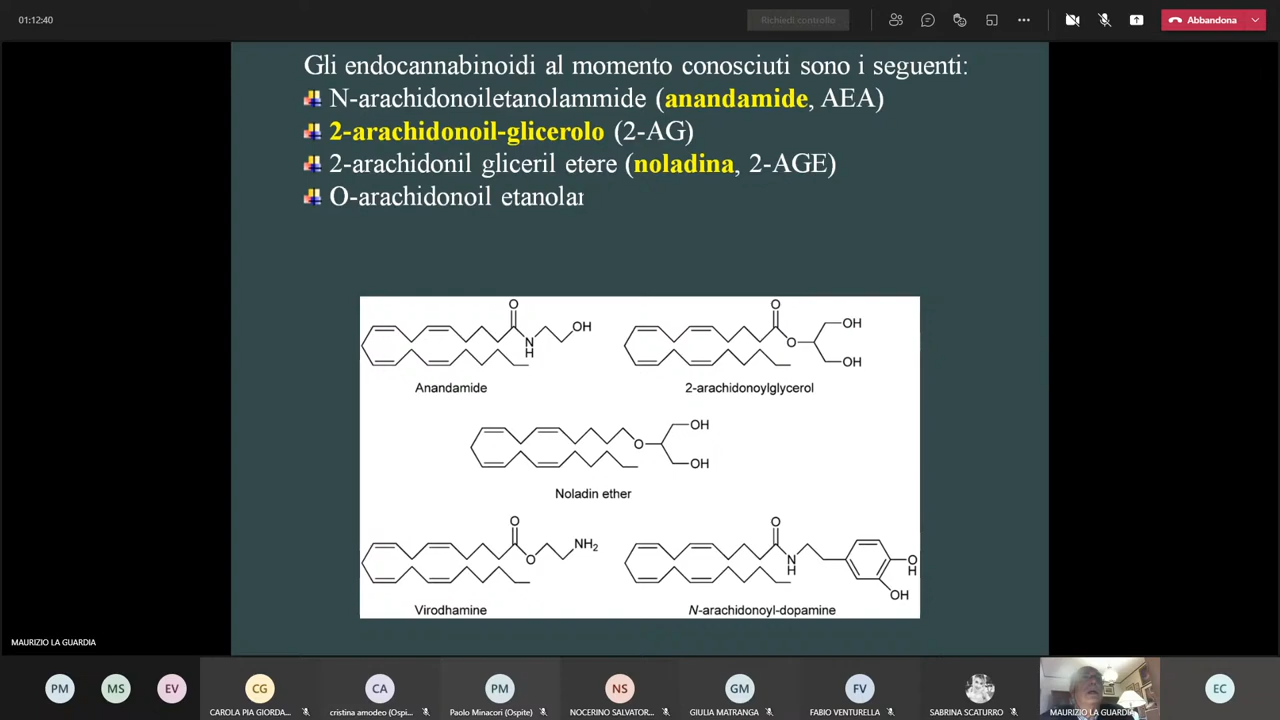 01:12:40
Richiedi controllo
Abbandona
Gli endocannabinoidi al momento conosciuti sono i seguenti:
N-arachidonoiletanolammide (anandamide, AEA)
2-arachidonoil-glicerolo (2-AG)
2-arachidonil gliceril etere (noladina, 2-AGE)
O-arachidonoil etanolar
O
OH
N
H
Anandamide
O
O
OH
OH
2-arachidonoylglycerol
O
OH
OH
Noladin ether
O
O
NH2
Virodhamine
O
N
H
O
H
OH
N-arachidonoyl-dopamine
MAURIZIO LA GUARDIA
PM
MS
EV
CG
CAROLA PIA GIORDA...
CA
cristina amodeo (Ospi...
PM
Paolo Minacori (Ospite)
NS
NOCERINO SALVATOR...
GM
GIULIA MATRANGA
FV
FABIO VENTURELLA
SABRINA SCATURRO
MAURIZIO LA GUARDIA
EC